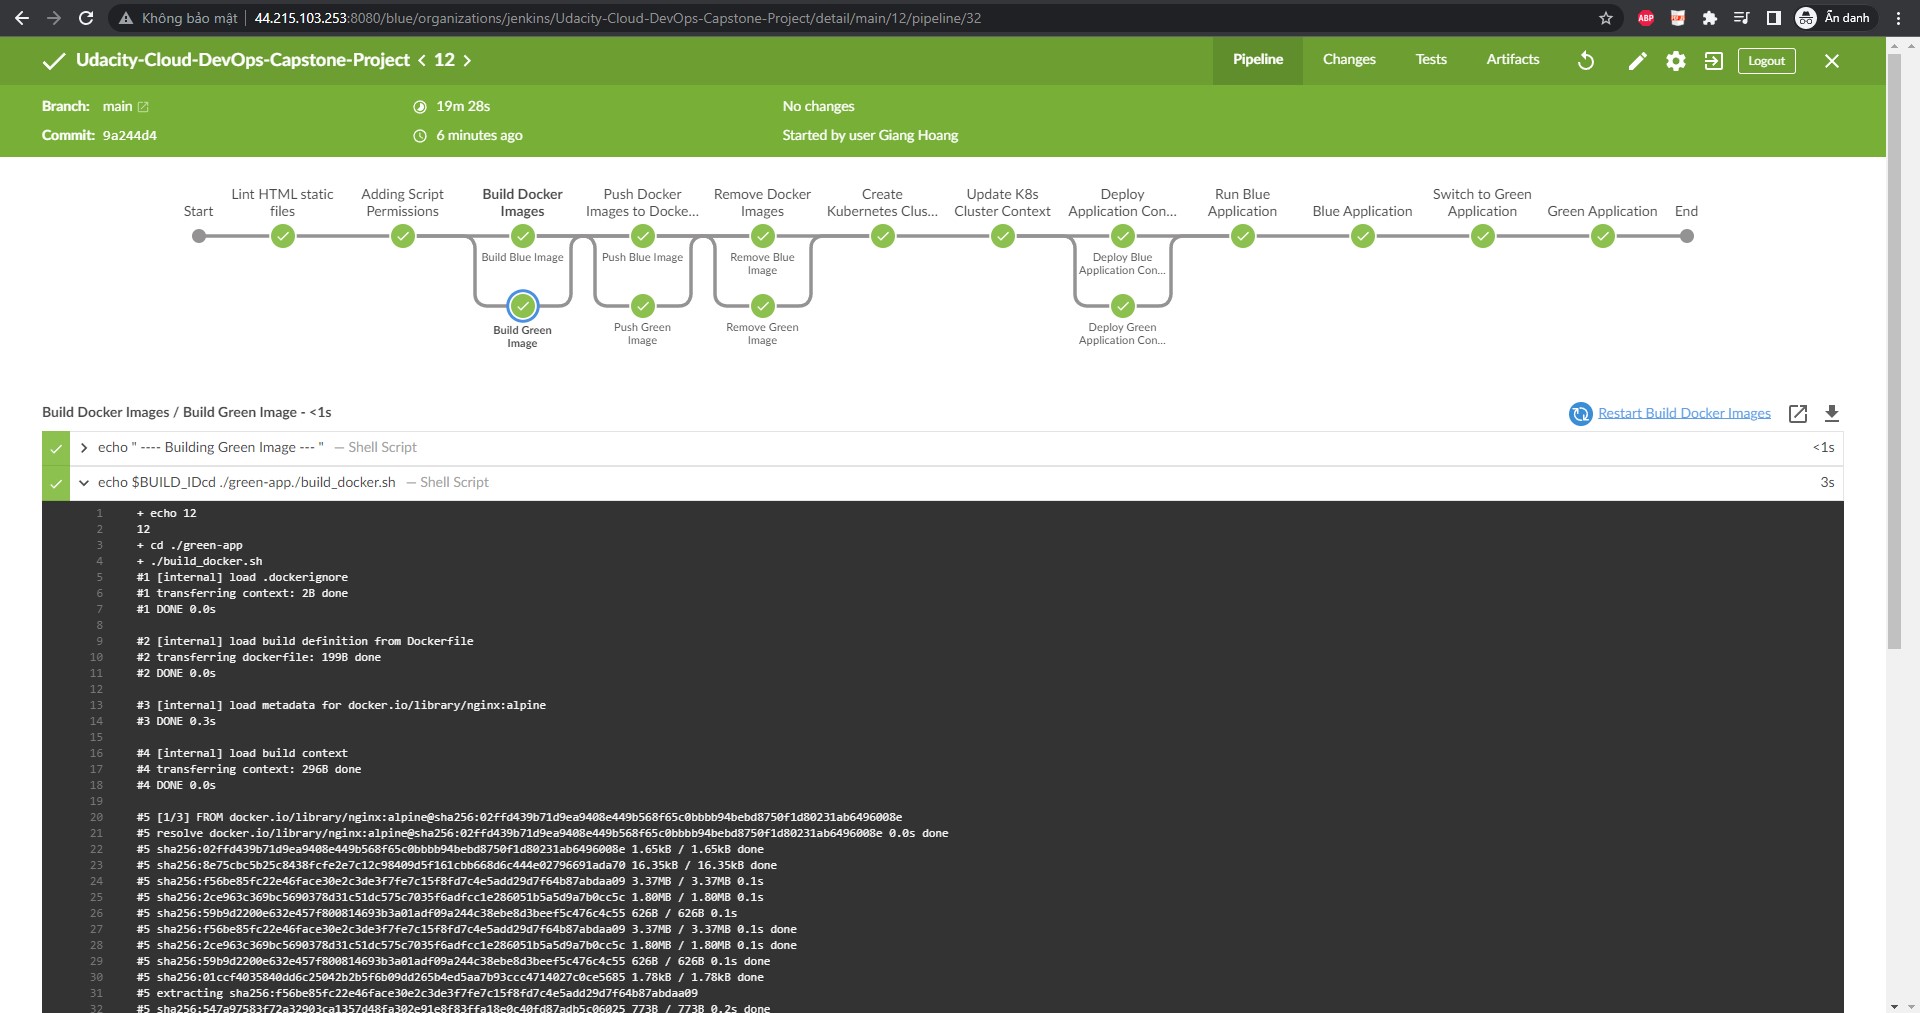 Không bảo mật 44.215.103.253:8080/blue/organizations/jenkins/Udacity-Cloud-DevOps-Capstone-Project/detail/main/12/pipeline/32
ABP
Ẩn danh
Udacity-Cloud-DevOps-Capstone-Project < 12 >
Pipeline Changes Tests Artifacts Logout
Branch: main 19m 28s No changes
Commit: 9a244d4 6 minutes ago Started by user Giang Hoang
Start
Lint HTML static files
Adding Script Permissions
Build Docker Images
Push Docker Images to Docke...
Remove Docker Images
Create Kubernetes Clus...
Update K8s Cluster Context
Deploy Application Con...
Run Blue Application
Blue Application
Switch to Green Application
Green Application
End
Build Blue Image
Push Blue Image
Remove Blue Image
Deploy Blue Application Con...
Build Green Image
Push Green Image
Remove Green Image
Deploy Green Application Con...
Build Docker Images / Build Green Image - <1s
Restart Build Docker Images
echo " ---- Building Green Image --- " — Shell Script <1s
echo $BUILD_IDcd ./green-app./build_docker.sh — Shell Script 3s
1 + echo 12
2 12
3 + cd ./green-app
4 + ./build_docker.sh
5 #1 [internal] load .dockerignore
6 #1 transferring context: 2B done
7 #1 DONE 0.0s
8
9 #2 [internal] load build definition from Dockerfile
10 #2 transferring dockerfile: 199B done
11 #2 DONE 0.0s
12
13 #3 [internal] load metadata for docker.io/library/nginx:alpine
14 #3 DONE 0.3s
15
16 #4 [internal] load build context
17 #4 transferring context: 296B done
18 #4 DONE 0.0s
19
20 #5 [1/3] FROM docker.io/library/nginx:alpine@sha256:02ffd439b71d9ea9408e449b568f65c0bbbb94bebd8750f1d80231ab6496008e
21 #5 resolve docker.io/library/nginx:alpine@sha256:02ffd439b71d9ea9408e449b568f65c0bbbb94bebd8750f1d80231ab6496008e 0.0s done
22 #5 sha256:02ffd439b71d9ea9408e449b568f65c0bbbb94bebd8750f1d80231ab6496008e 1.65kB / 1.65kB done
23 #5 sha256:8e75cbc5b25c8438fcfe2e7c12c98409d5f161cbb668d6c444e02796691ada70 16.35kB / 16.35kB done
24 #5 sha256:f56be85fc22e46face30e2c3de3f7fe7c15f8fd7c4e5add29d7f64b87abdaa09 3.37MB / 3.37MB 0.1s
25 #5 sha256:2ce963c369bc5690378d31c51dc575c7035f6adfcc1e286051b5a5d9a7b0cc5c 1.80MB / 1.80MB 0.1s
26 #5 sha256:59b9d2200e632e457f800814693b3a01adf09a244c38ebe8d3beef5c476c4c55 626B / 626B 0.1s
27 #5 sha256:f56be85fc22e46face30e2c3de3f7fe7c15f8fd7c4e5add29d7f64b87abdaa09 3.37MB / 3.37MB 0.1s done
28 #5 sha256:2ce963c369bc5690378d31c51dc575c7035f6adfcc1e286051b5a5d9a7b0cc5c 1.80MB / 1.80MB 0.1s done
29 #5 sha256:59b9d2200e632e457f800814693b3a01adf09a244c38ebe8d3beef5c476c4c55 626B / 626B 0.1s done
30 #5 sha256:01ccf4035840dd6c25042b2b5f6b09dd265b4ed5aa7b93ccc4714027c0ce5685 1.78kB / 1.78kB done
31 #5 extracting sha256:f56be85fc22e46face30e2c3de3f7fe7c15f8fd7c4e5add29d7f64b87abdaa09
32 #5 sha256:547a97583f72a32903ca1357d48fa302e91e8f83ffa18e0c40fd87adb5c06025 773B / 773B 0.2s done